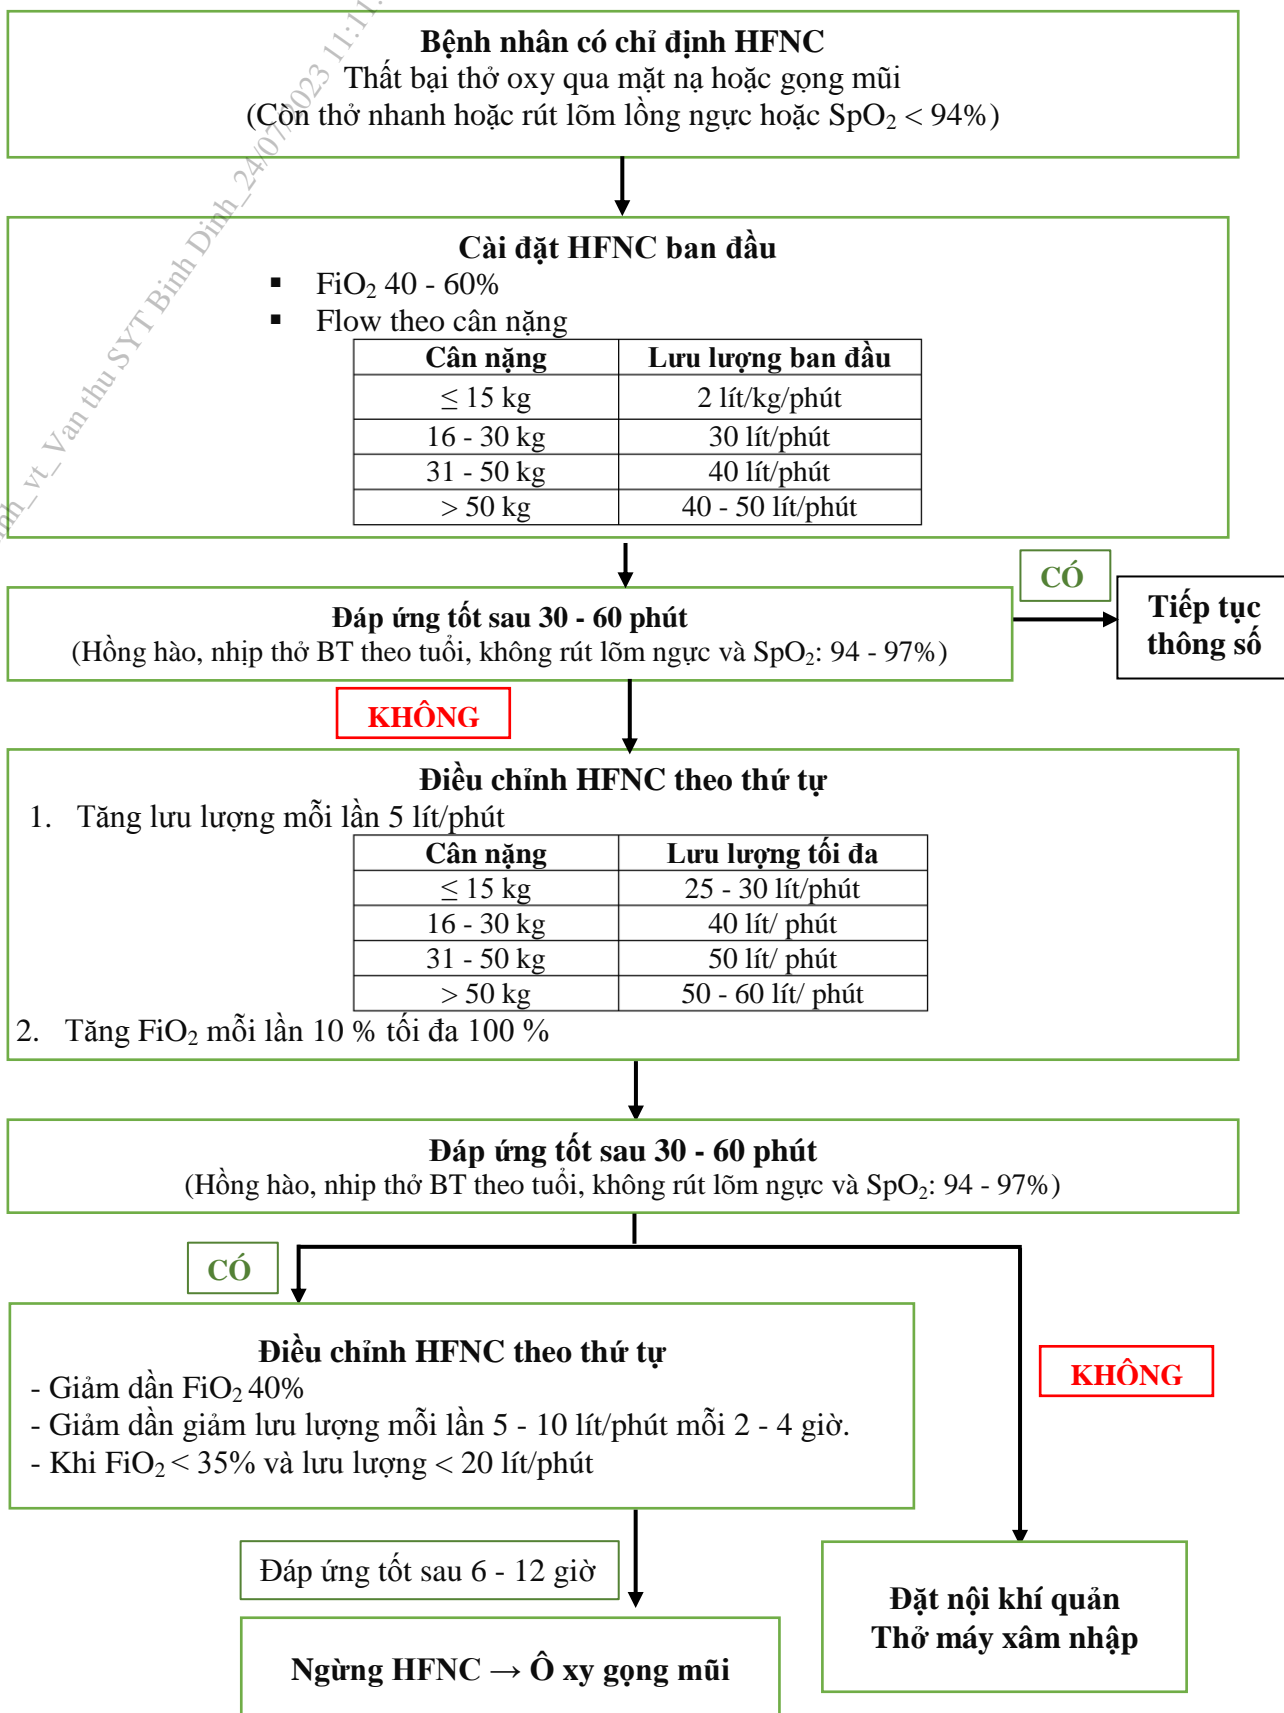 Bệnh nhân có chỉ định HFNC
Thất bại thở oxy qua mặt nạ hoặc gọng mũi
(Còn thở nhanh hoặc rút lõm lồng ngực hoặc SpO₂ < 94%)
Cài đặt HFNC ban đầu
▪ FiO₂ 40 - 60%
▪ Flow theo cân nặng
Cân nặng Lưu lượng ban đầu
≤ 15 kg 2 lít/kg/phút
16 - 30 kg 30 lít/phút
31 - 50 kg 40 lít/phút
> 50 kg 40 - 50 lít/phút
Đáp ứng tốt sau 30 - 60 phút
(Hồng hào, nhịp thở BT theo tuổi, không rút lõm ngực và SpO₂: 94 - 97%)
CÓ
Tiếp tục
thông số
KHÔNG
Điều chỉnh HFNC theo thứ tự
1. Tăng lưu lượng mỗi lần 5 lít/phút
Cân nặng Lưu lượng tối đa
≤ 15 kg 25 - 30 lít/phút
16 - 30 kg 40 lít/ phút
31 - 50 kg 50 lít/ phút
> 50 kg 50 - 60 lít/ phút
2. Tăng FiO₂ mỗi lần 10 % tối đa 100 %
Đáp ứng tốt sau 30 - 60 phút
(Hồng hào, nhip thở BT theo tuổi, không rút lõm ngực và SpO₂: 94 - 97%)
CÓ
Điều chỉnh HFNC theo thứ tự
- Giảm dần FiO₂ 40%
- Giảm dần giảm lưu lượng mỗi lần 5 - 10 lít/phút mỗi 2 - 4 giờ.
- Khi FiO₂ < 35% và lưu lượng < 20 lít/phút
KHÔNG
Đáp ứng tốt sau 6 - 12 giờ
Ngừng HFNC → Ô xy gọng mũi
Đặt nội khí quản
Thở máy xâm nhập
vt_Van thu SYT Binh Dinh_24/07/2023 11:11: